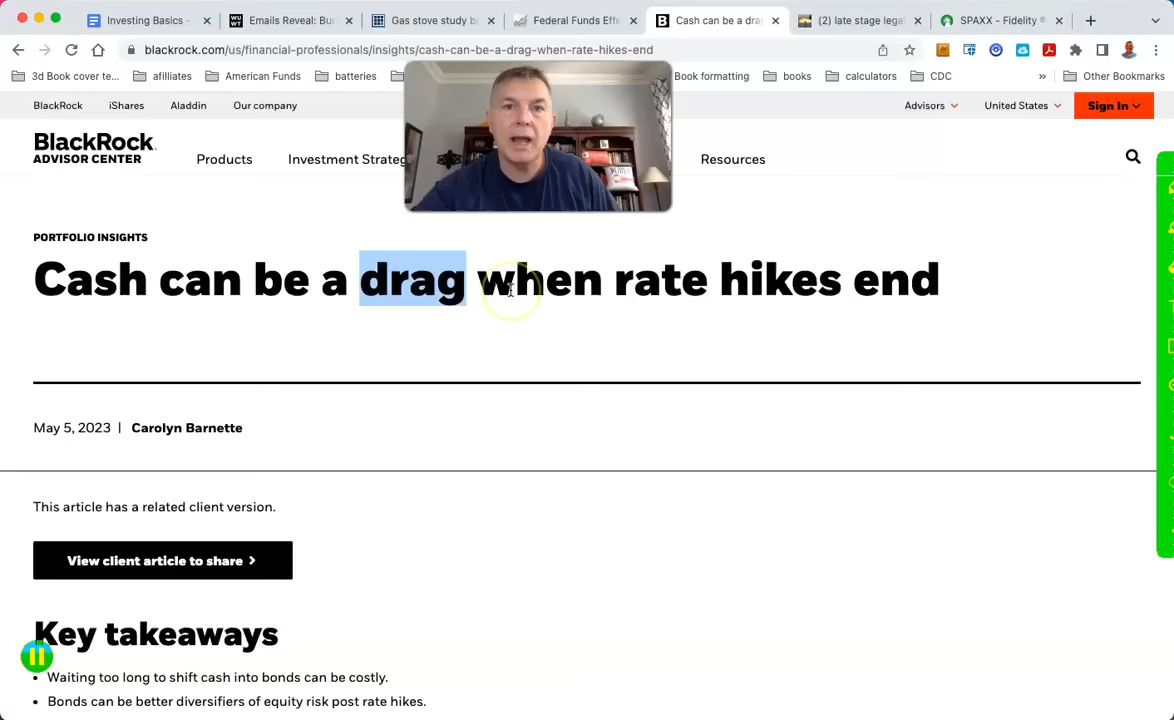 Investing Basics -
Emails Reveal: Bu
Gas stove study b
Federal Funds Effe
Cash can be a dra
(2) late stage lega
SPAXX - Fidelity ®
blackrock.com/us/financial-professionals/insights/cash-can-be-a-drag-when-rate-hikes-end
3d Book cover te... afiilliates American Funds batteries Book formatting books calculators CDC » Other Bookmarks
BlackRock iShares Aladdin Our company Advisors United States Sign In
BlackRock
ADVISOR CENTER
Products Investment Strateg Resources
PORTFOLIO INSIGHTS
Cash can be a drag when rate hikes end
May 5, 2023 | Carolyn Barnette
This article has a related client version.
View client article to share >
Key takeaways
• Waiting too long to shift cash into bonds can be costly.
• Bonds can be better diversifiers of equity risk post rate hikes.